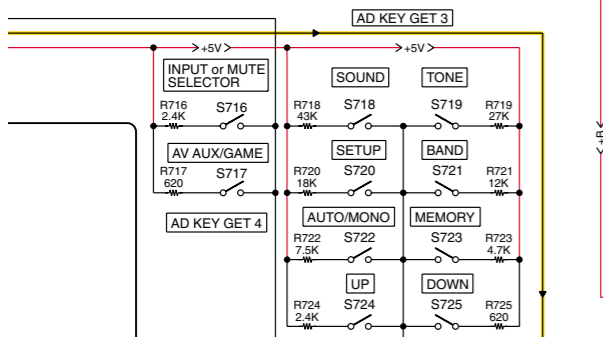 AD KEY GET 3
+5V
+5V
INPUT or MUTE
SELECTOR
SOUND
TONE
R716
2.4K
S716
R718
43K
S718
S719
R719
27K
AV AUX/GAME
SETUP
BAND
R717
620
S717
R720
18K
S720
S721
R721
12K
AD KEY GET 4
AUTO/MONO
MEMORY
R722
7.5K
S722
S723
R723
4.7K
UP
DOWN
R724
2.4K
S724
S725
R725
620
+B